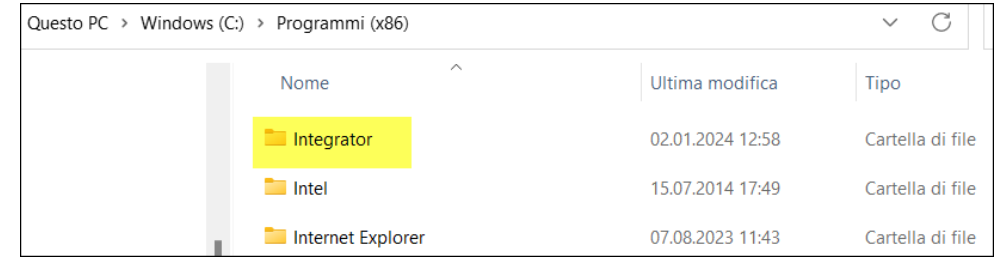 Questo PC > Windows (C:) > Programmi (x86)
Nome Ultima modifica Tipo
Integrator 02.01.2024 12:58 Cartella di file
Intel 15.07.2014 17:49 Cartella di file
Internet Explorer 07.08.2023 11:43 Cartella di file